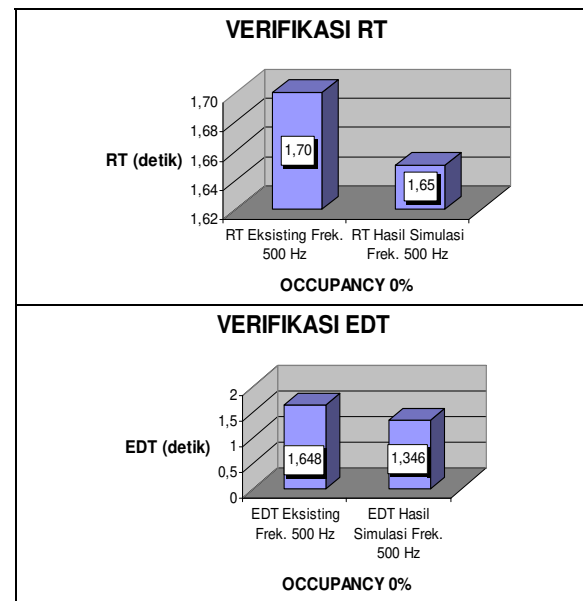 VERIFIKASI RT
1,70
1,68
1,66
1,64
1,62
RT (detik)
1,70
1,65
RT Eksisting Frek.
500 Hz
RT Hasil Simulasi
Frek. 500 Hz
OCCUPANCY 0%
VERIFIKASI EDT
2
1,5
1
0,5
0
EDT (detik)
1,648
1,346
EDT Eksisting
Frek. 500 Hz
EDT Hasil
Simulasi Frek.
500 Hz
OCCUPANCY 0%